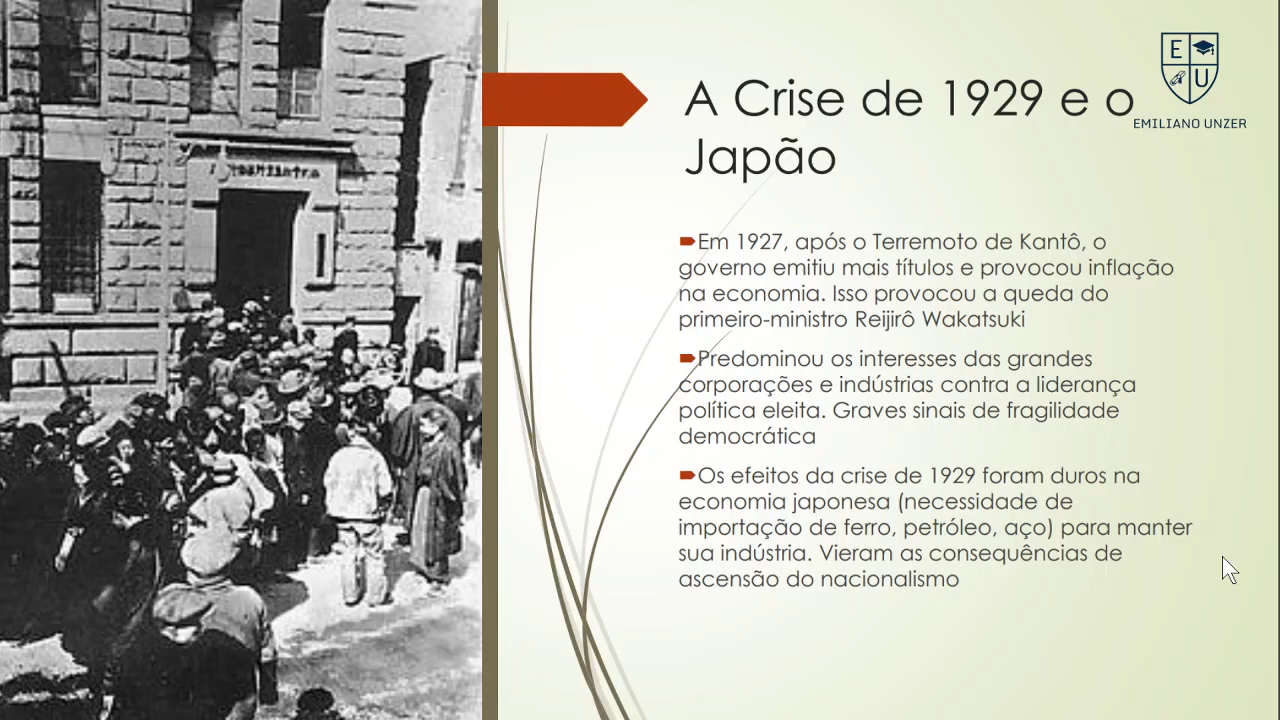 A Crise de 1929 e o
Japão
E
U
EMILIANO UNZER
Em 1927, após o Terremoto de Kantô, o
governo emitiu mais títulos e provocou inflação
na economia. Isso provocou a queda do
primeiro-ministro Reijirô Wakatsuki
Predominou os interesses das grandes
corporações e indústrias contra a liderança
política eleita. Graves sinais de fragilidade
democrática
Os efeitos da crise de 1929 foram duros na
economia japonesa (necessidade de
importação de ferro, petróleo, aço) para manter
sua indústria. Vieram as consequências de
ascensão do nacionalismo